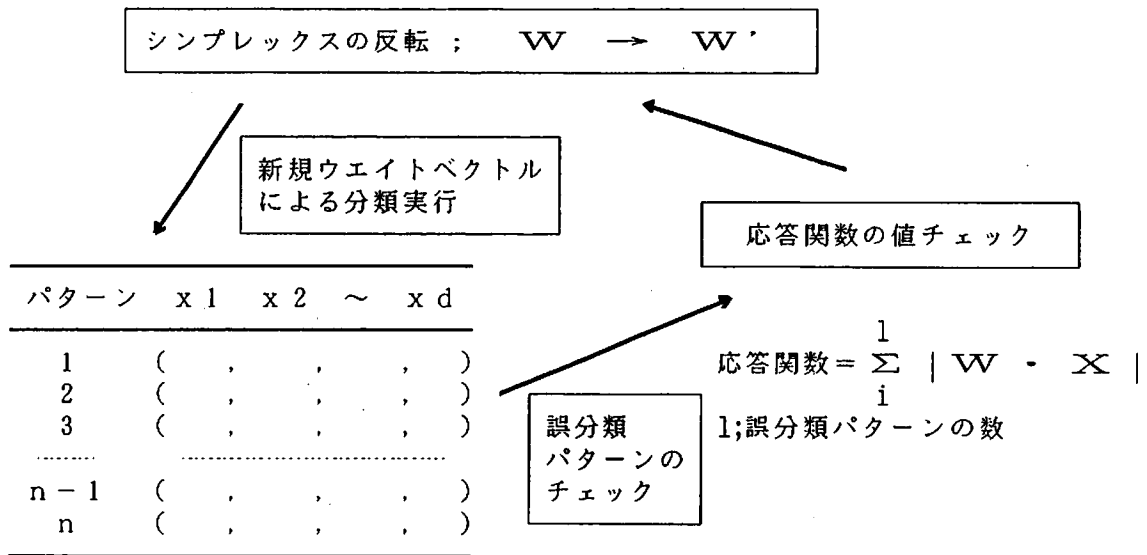 シンプレックスの反転 ; W → W'
新規ウエイトベクトル
による分類実行
応答関数の値チェック
パターン x1 x2 ~ xd
1 ( , , , )
2 ( , , , )
3 ( , , , )
........ ..............................
n-1 ( , , , )
n ( , , , )
誤分類
パターンの
チェック
l
応答関数=Σ | W · X |
i
l;誤分類パターンの数